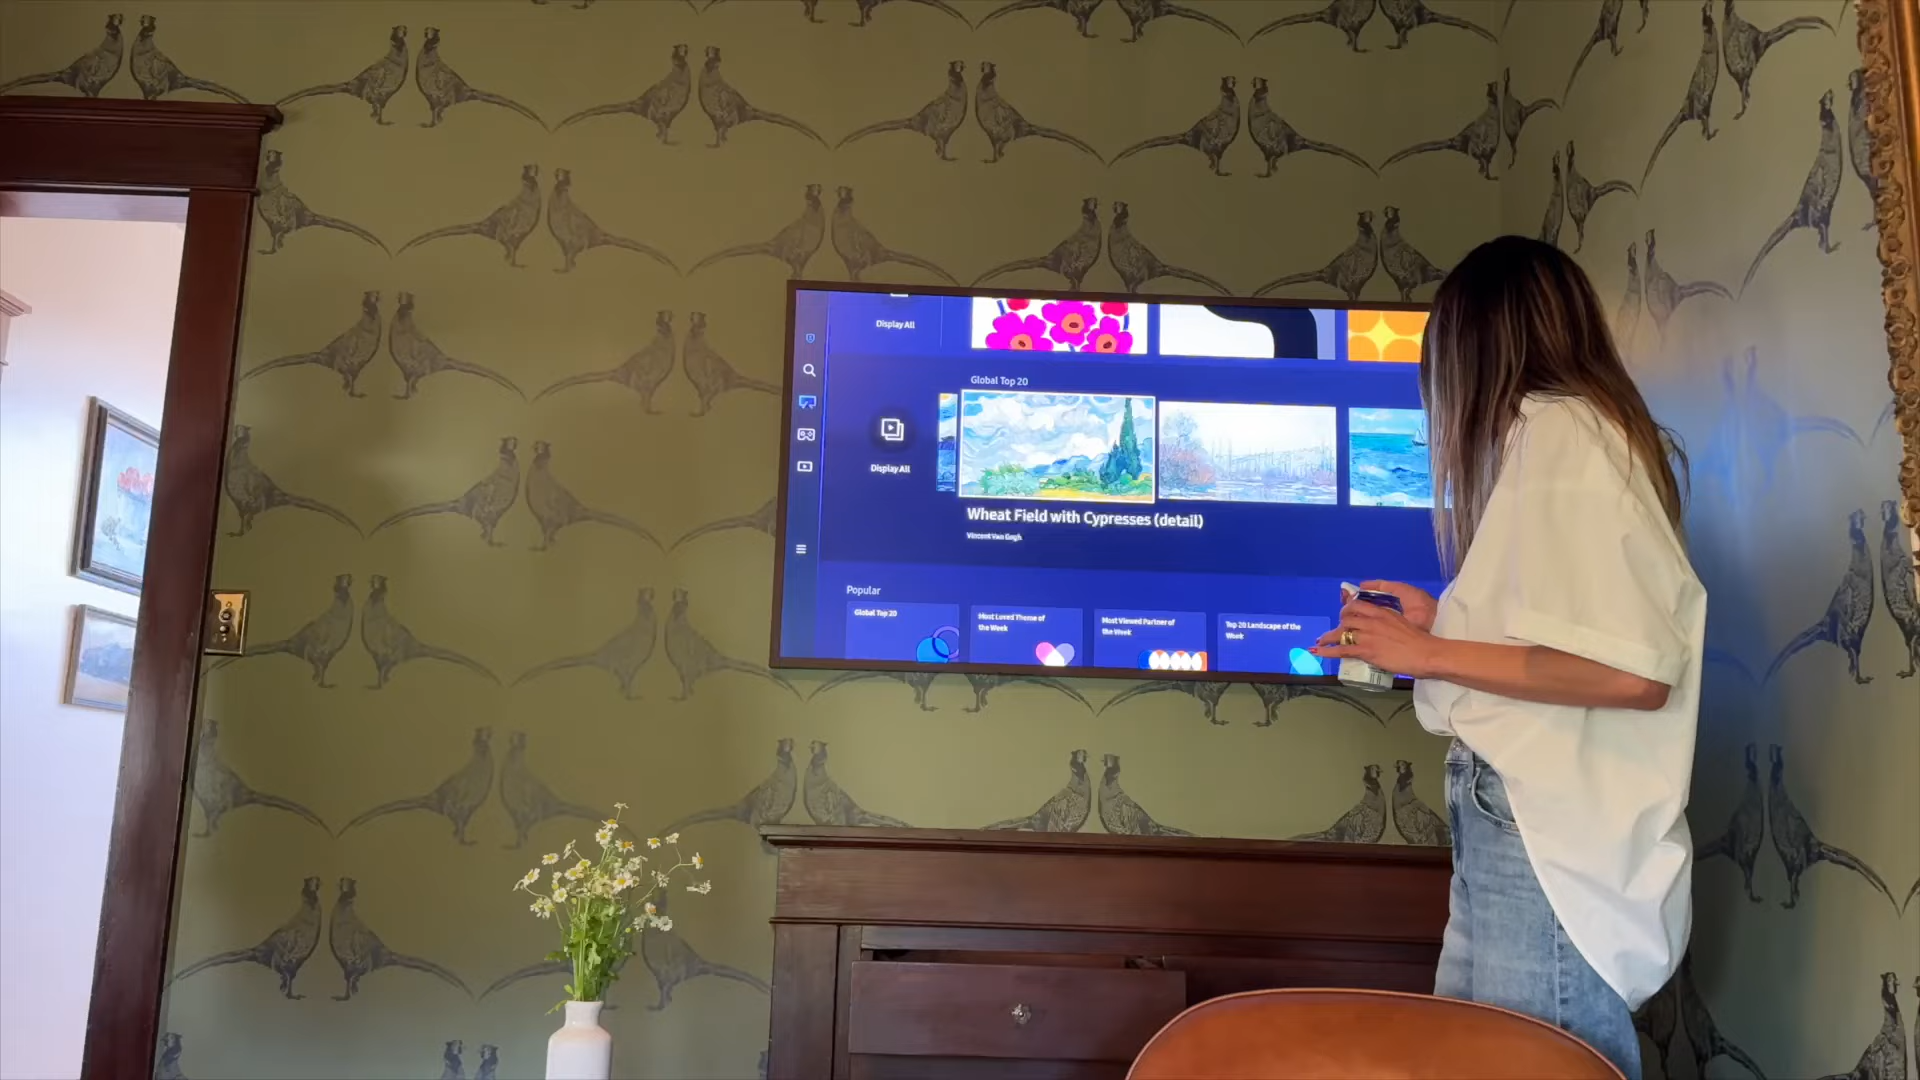 Display All
Global Top 20
Display All
Wheat Field with Cypresses (detail)
Vincent Van Gogh
Popular
Global Top 20
Most Loved Theme of
the Week
Most Viewed Partner of
the Week
Top 20 Landscape of the
Week